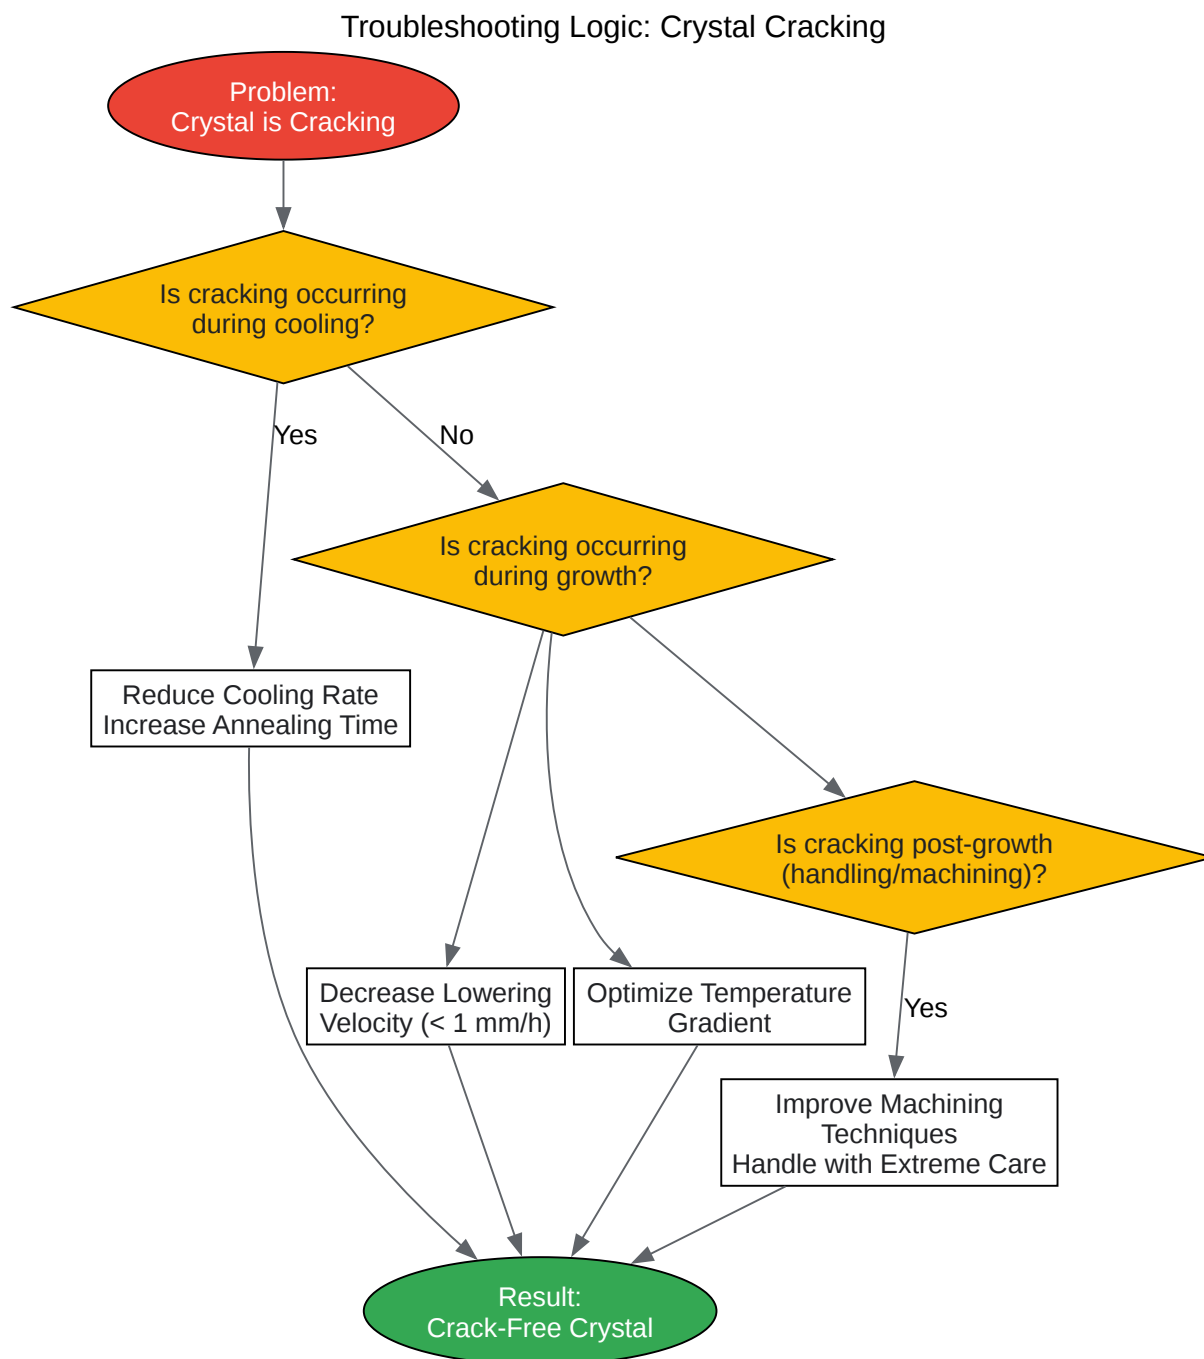 Troubleshooting Logic: Crystal Cracking
Problem:
Crystal is Cracking
Is cracking occurring
during cooling?
Yes
No
Is cracking occurring
during growth?
Reduce Cooling Rate
Increase Annealing Time
Is cracking post-growth
(handling/machining)?
Decrease Lowering
Velocity (< 1 mm/h)
Optimize Temperature
Gradient
Yes
Improve Machining
Techniques
Handle with Extreme Care
Result:
Crack-Free Crystal